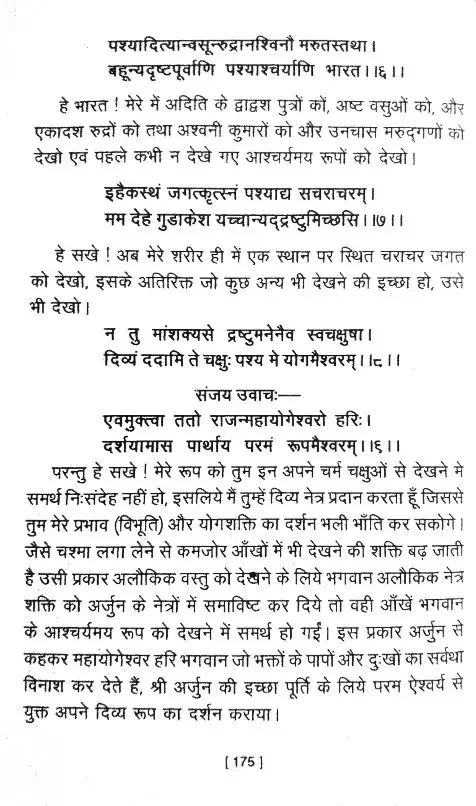 पश्यादित्यान्वसून्रुद्रानश्विनौ मरुतस्तथा।
बहून्यदृष्टपूर्वाणि पश्याश्चर्याणि भारत।।६।।
हे भारत ! मेरे में अदिति के द्वाद्वश पुत्रों कों, अष्ट वसुओं को, और
एकादश रुद्रों को तथा अश्वनी कुमारों को और उनचास मरुद्गणों को
देखो एवं पहले कभी न देखे गए आश्चर्यमय रूपों को देखो।
इहैकस्थं जगत्कृत्स्नं पश्याद्य सचराचरम्।
मम देहे गुडाकेश यच्चान्यद्द्रष्टुमिच्छसि।।७।।
हे सखे ! अब मेरे शरीर ही में एक स्थान पर स्थित चराचर जगत
को देखो, इसके अतिरिक्त जो कुछ अन्य भी देखने की इच्छा हो, उसे
भी देखो।
न तु मांशक्यसे द्रष्टुमनेनैव स्वचक्षुषा।
दिव्यं ददामि ते चक्षुः पश्य मे योगमैश्वरम्।।८।।
संजय उवाचः—
एवमुक्त्वा ततो राजन्महायोगेश्वरो हरिः।
दर्शयामास पार्थाय परमं रूपमैश्वरम्।।६।।
परन्तु हे सखे ! मेरे रूप को तुम इन अपने चर्म चक्षुओं से देखने मे
समर्थ निःसंदेह नहीं हो, इसलिये मैं तुम्हें दिव्य नेत्र प्रदान करता हूँ जिससे
तुम मेरे प्रभाव (विभूति) और योगशक्ति का दर्शन भली भाँति कर सकोगे।
जैसे चश्मा लगा लेने से कमजोर आँखों में भी देखने की शक्ति बढ़ जाती
है उसी प्रकार अलौकिक वस्तु को देखने के लिये भगवान अलौकिक नेत्र
शक्ति को अर्जुन के नेत्रों में समाविष्ट कर दिये तो वही आँखें भगवान
के आश्चर्यमय रूप को देखने में समर्थ हो गईं। इस प्रकार अर्जुन से
कहकर महायोगेश्वर हरि भगवान जो भक्तों के पापों और दुःखों का सर्वथा
विनाश कर देते हैं, श्री अर्जुन की इच्छा पूर्ति के लिये परम ऐश्वर्य से
युक्त अपने दिव्य रूप का दर्शन कराया।
[ 175 ]